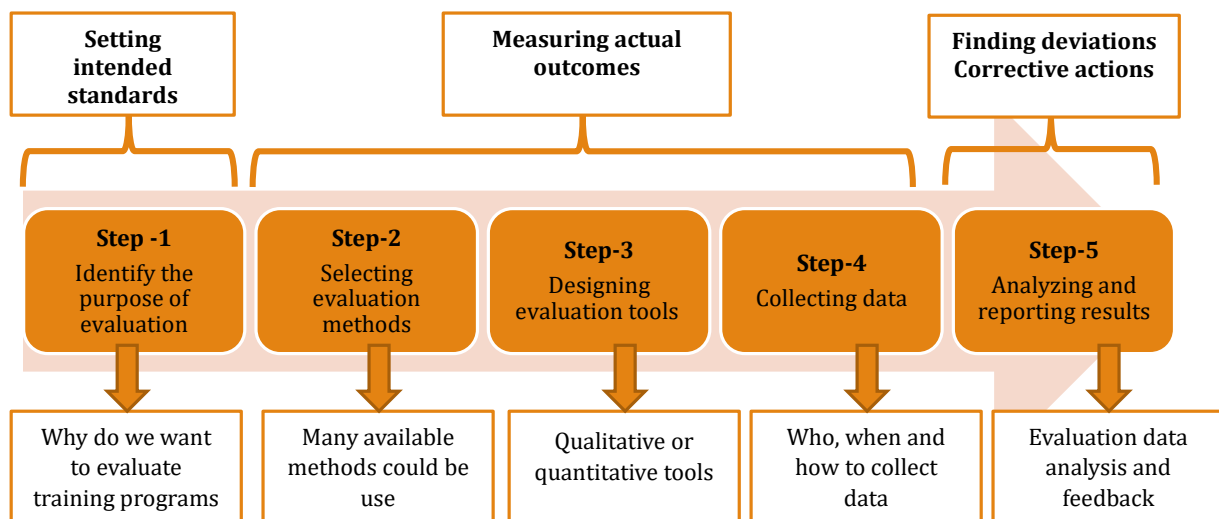 Setting
intended
standards
Measuring actual
outcomes
Finding deviations
Corrective actions
Step -1
Identify the
purpose of
evaluation
Step-2
Selecting
evaluation
methods
Step-3
Designing
evaluation tools
Step-4
Collecting data
Step-5
Analyzing and
reporting results
Why do we want
to evaluate
training programs
Many available
methods could be
use
Qualitative or
quantitative tools
Who, when and
how to collect
data
Evaluation data
analysis and
feedback